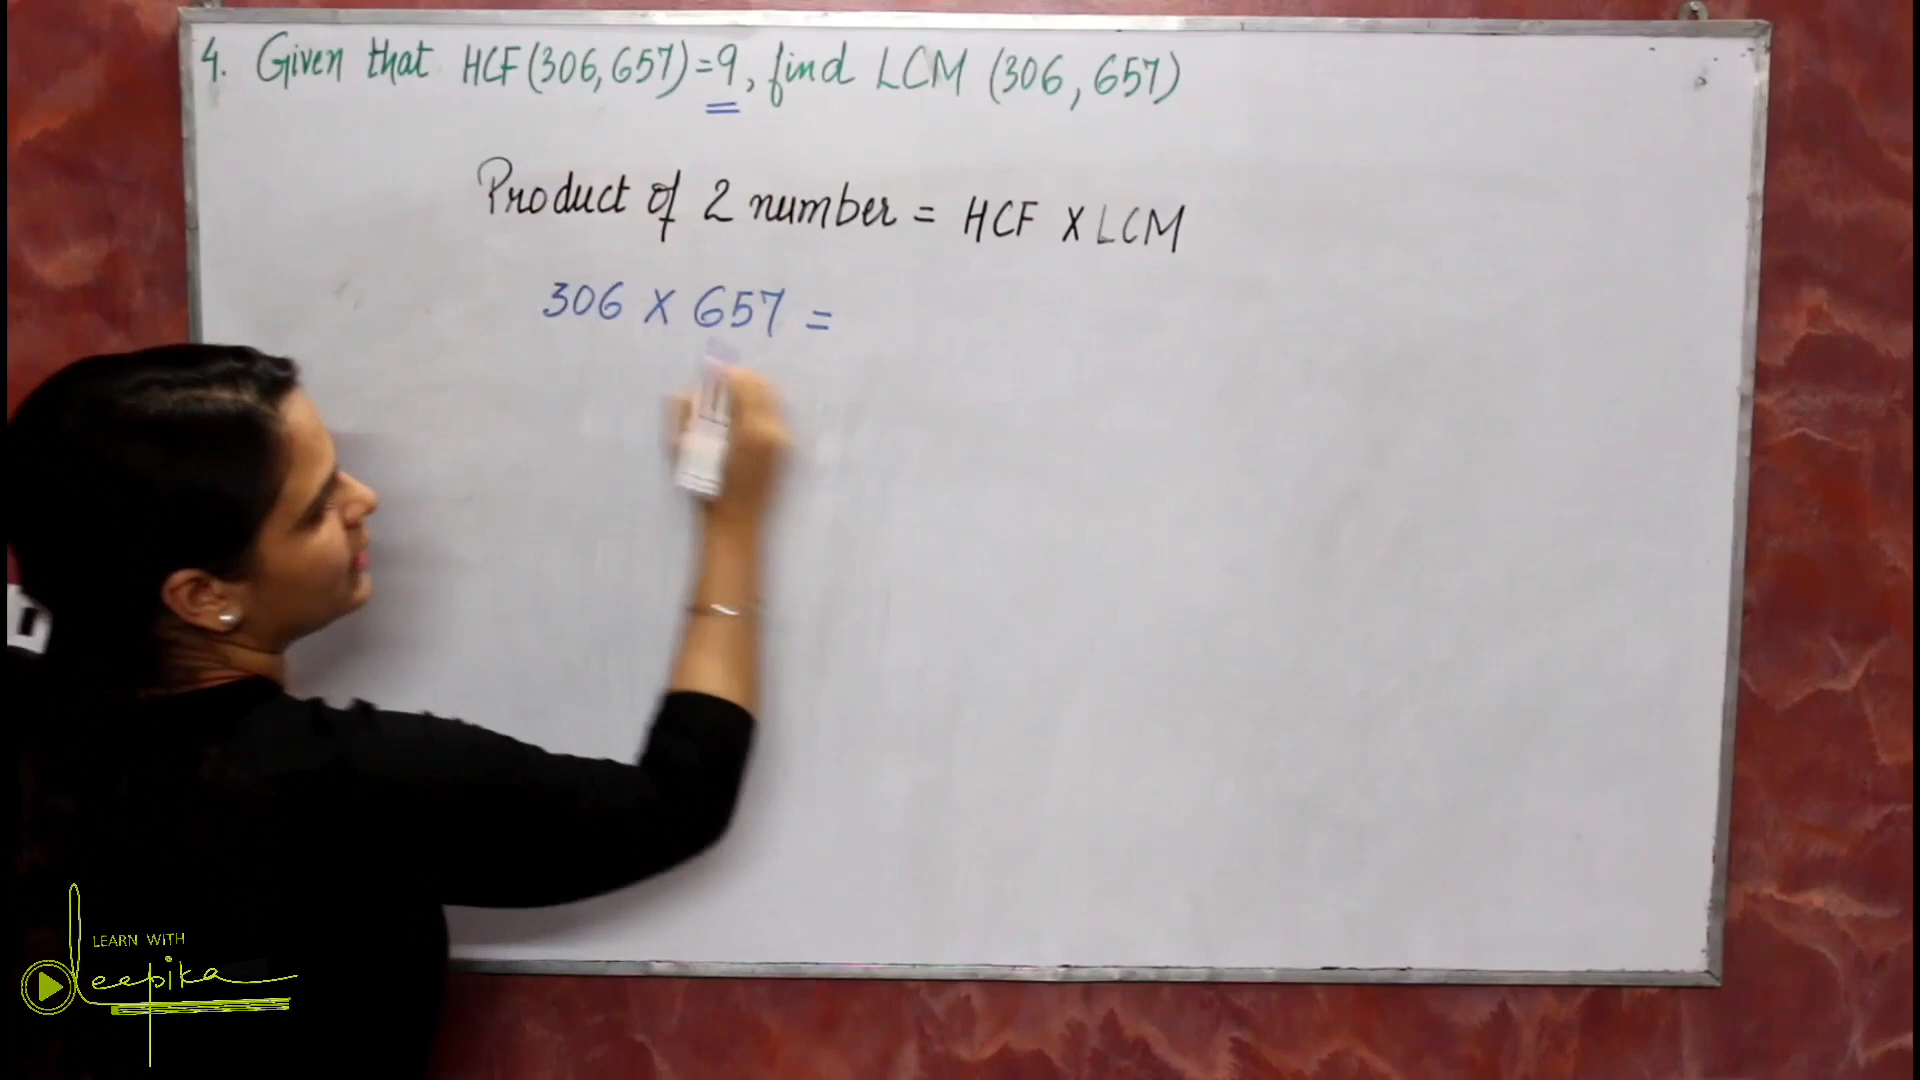 4. Given that HCF(306,657)=9, find LCM (306, 657)
Product of 2 number = HCF X LCM
306 X 657 =
LEARN WITH
Deepika